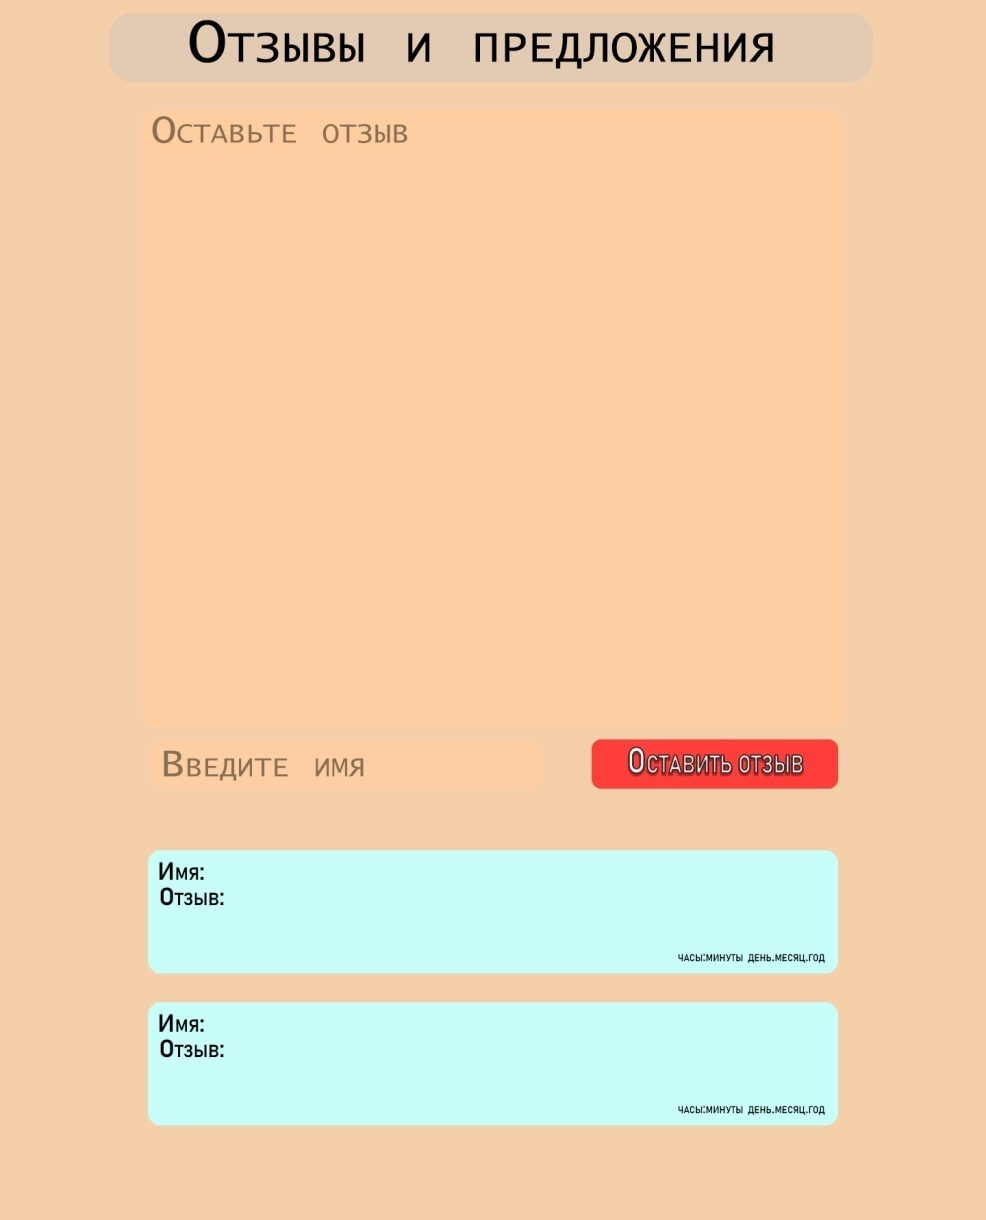 Отзывы и предложения
Оставьте отзыв
Введите имя
Оставить отзыв
Имя:
Отзыв:
часы:минуты день.месяц.год
Имя:
Отзыв:
часы:минуты день.месяц.год